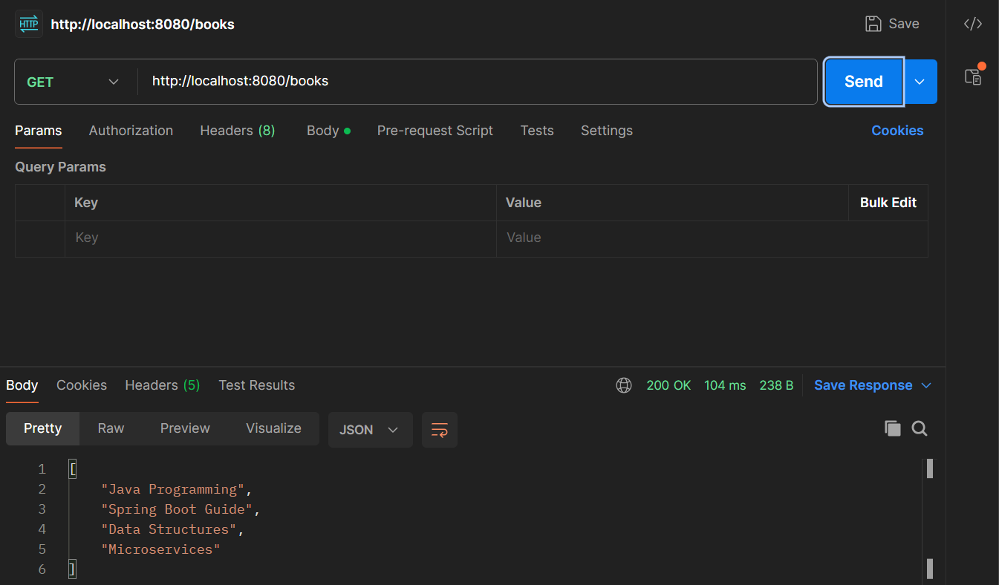 HTTP http://localhost:8080/books Save </>
GET http://localhost:8080/books Send
Params Authorization Headers (8) Body Pre-request Script Tests Settings Cookies
Query Params
Key Value Bulk Edit
Key Value
Body Cookies Headers (5) Test Results 200 OK 104 ms 238 B Save Response
Pretty Raw Preview Visualize JSON
1 [
2 "Java Programming",
3 "Spring Boot Guide",
4 "Data Structures",
5 "Microservices"
6 ]